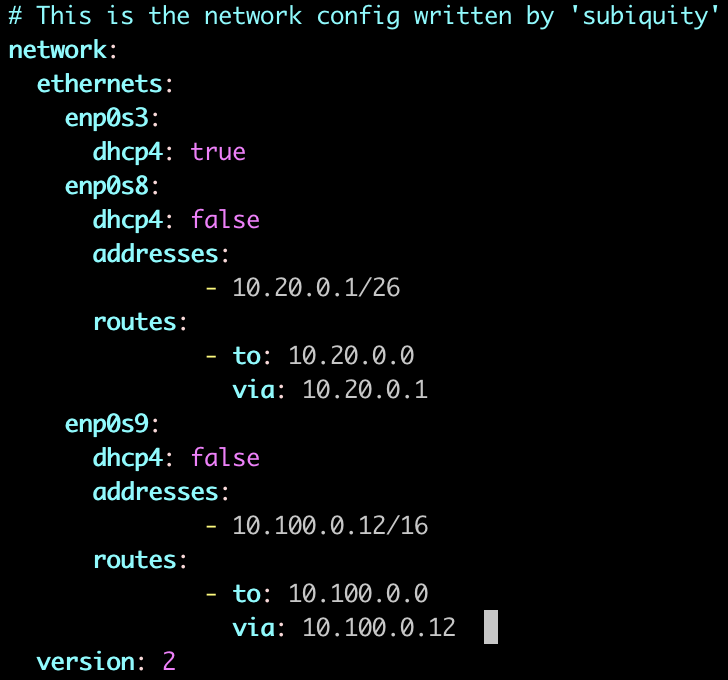 # This is the network config written by 'subiquity'
network:
  ethernets:
    enp0s3:
      dhcp4: true
    enp0s8:
      dhcp4: false
      addresses:
              - 10.20.0.1/26
      routes:
              - to: 10.20.0.0
                via: 10.20.0.1
    enp0s9:
      dhcp4: false
      addresses:
              - 10.100.0.12/16
      routes:
              - to: 10.100.0.0
                via: 10.100.0.12
  version: 2